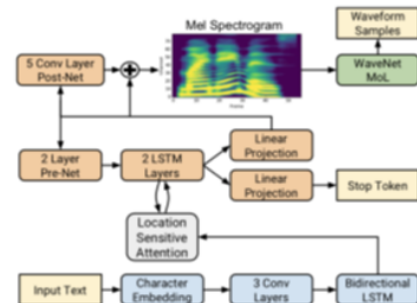 Mel Spectrogram
Waveform
Samples
5 Conv Layer
Post-Net
WaveNet
MoL
2 Layer
Pre-Net
2 LSTM
Layers
Linear
Projection
Linear
Projection
Stop Token
Location
Sensitive
Attention
Input Text
Character
Embedding
3 Conv
Layers
Bidirectional
LSTM